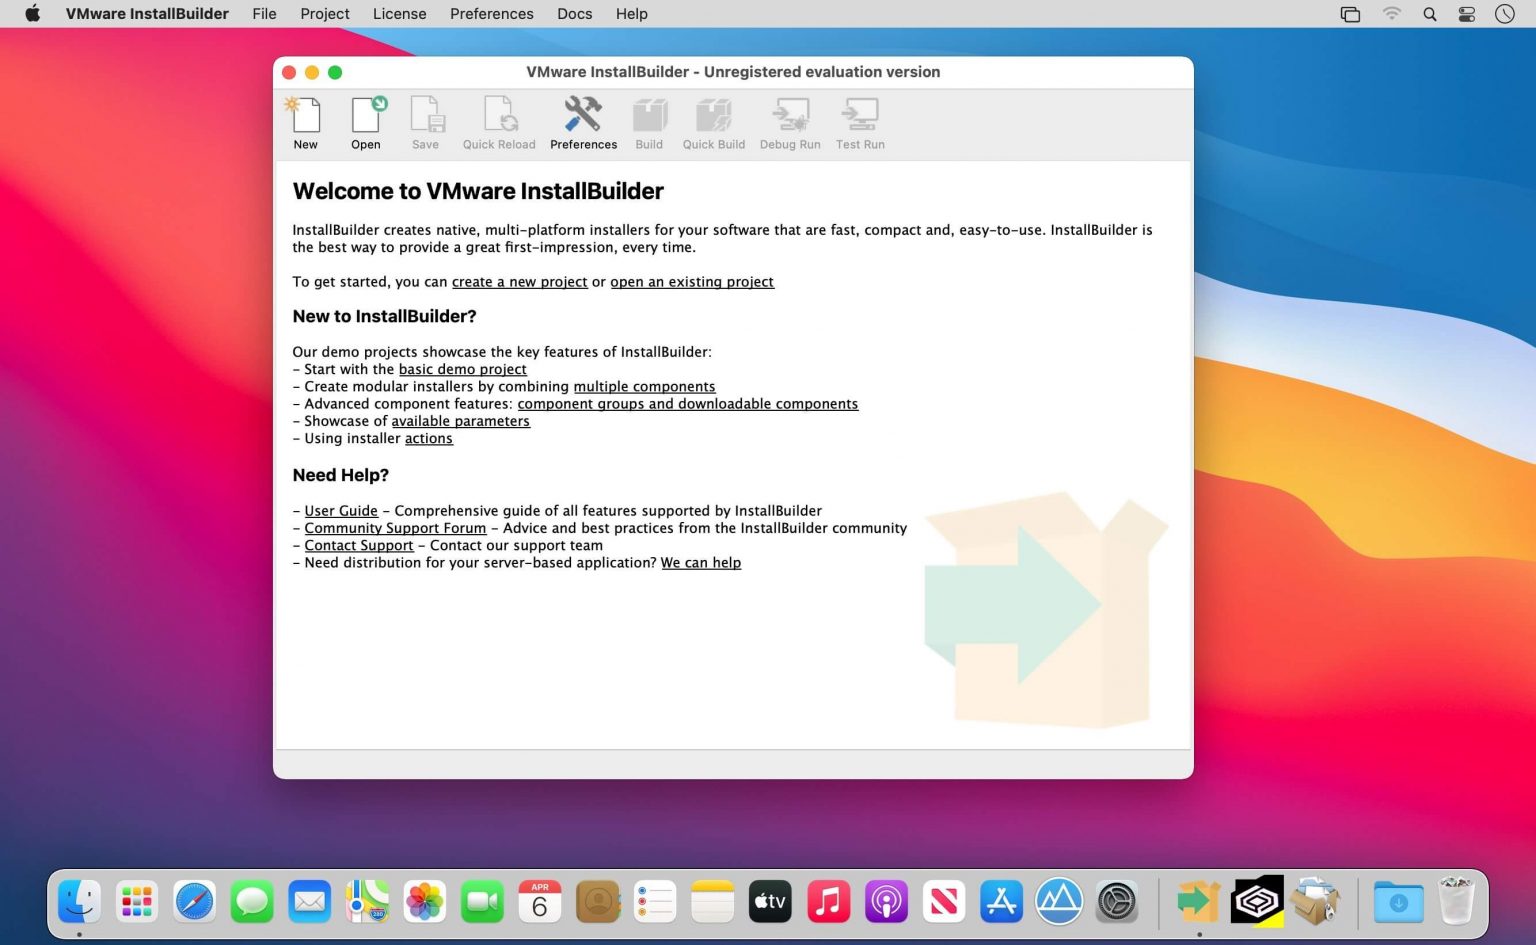 VMware InstallBuilder File Project License Preferences Docs Help
VMware InstallBuilder - Unregistered evaluation version
New Open Save Quick Reload Preferences Build Quick Build Debug Run Test Run
Welcome to VMware InstallBuilder
InstallBuilder creates native, multi-platform installers for your software that are fast, compact and, easy-to-use. InstallBuilder is
the best way to provide a great first-impression, every time.
To get started, you can create a new project or open an existing project
New to InstallBuilder?
Our demo projects showcase the key features of InstallBuilder:
- Start with the basic demo project
- Create modular installers by combining multiple components
- Advanced component features: component groups and downloadable components
- Showcase of available parameters
- Using installer actions
Need Help?
- User Guide - Comprehensive guide of all features supported by InstallBuilder
- Community Support Forum - Advice and best practices from the InstallBuilder community
- Contact Support - Contact our support team
- Need distribution for your server-based application? We can help
280
APR
6
tv